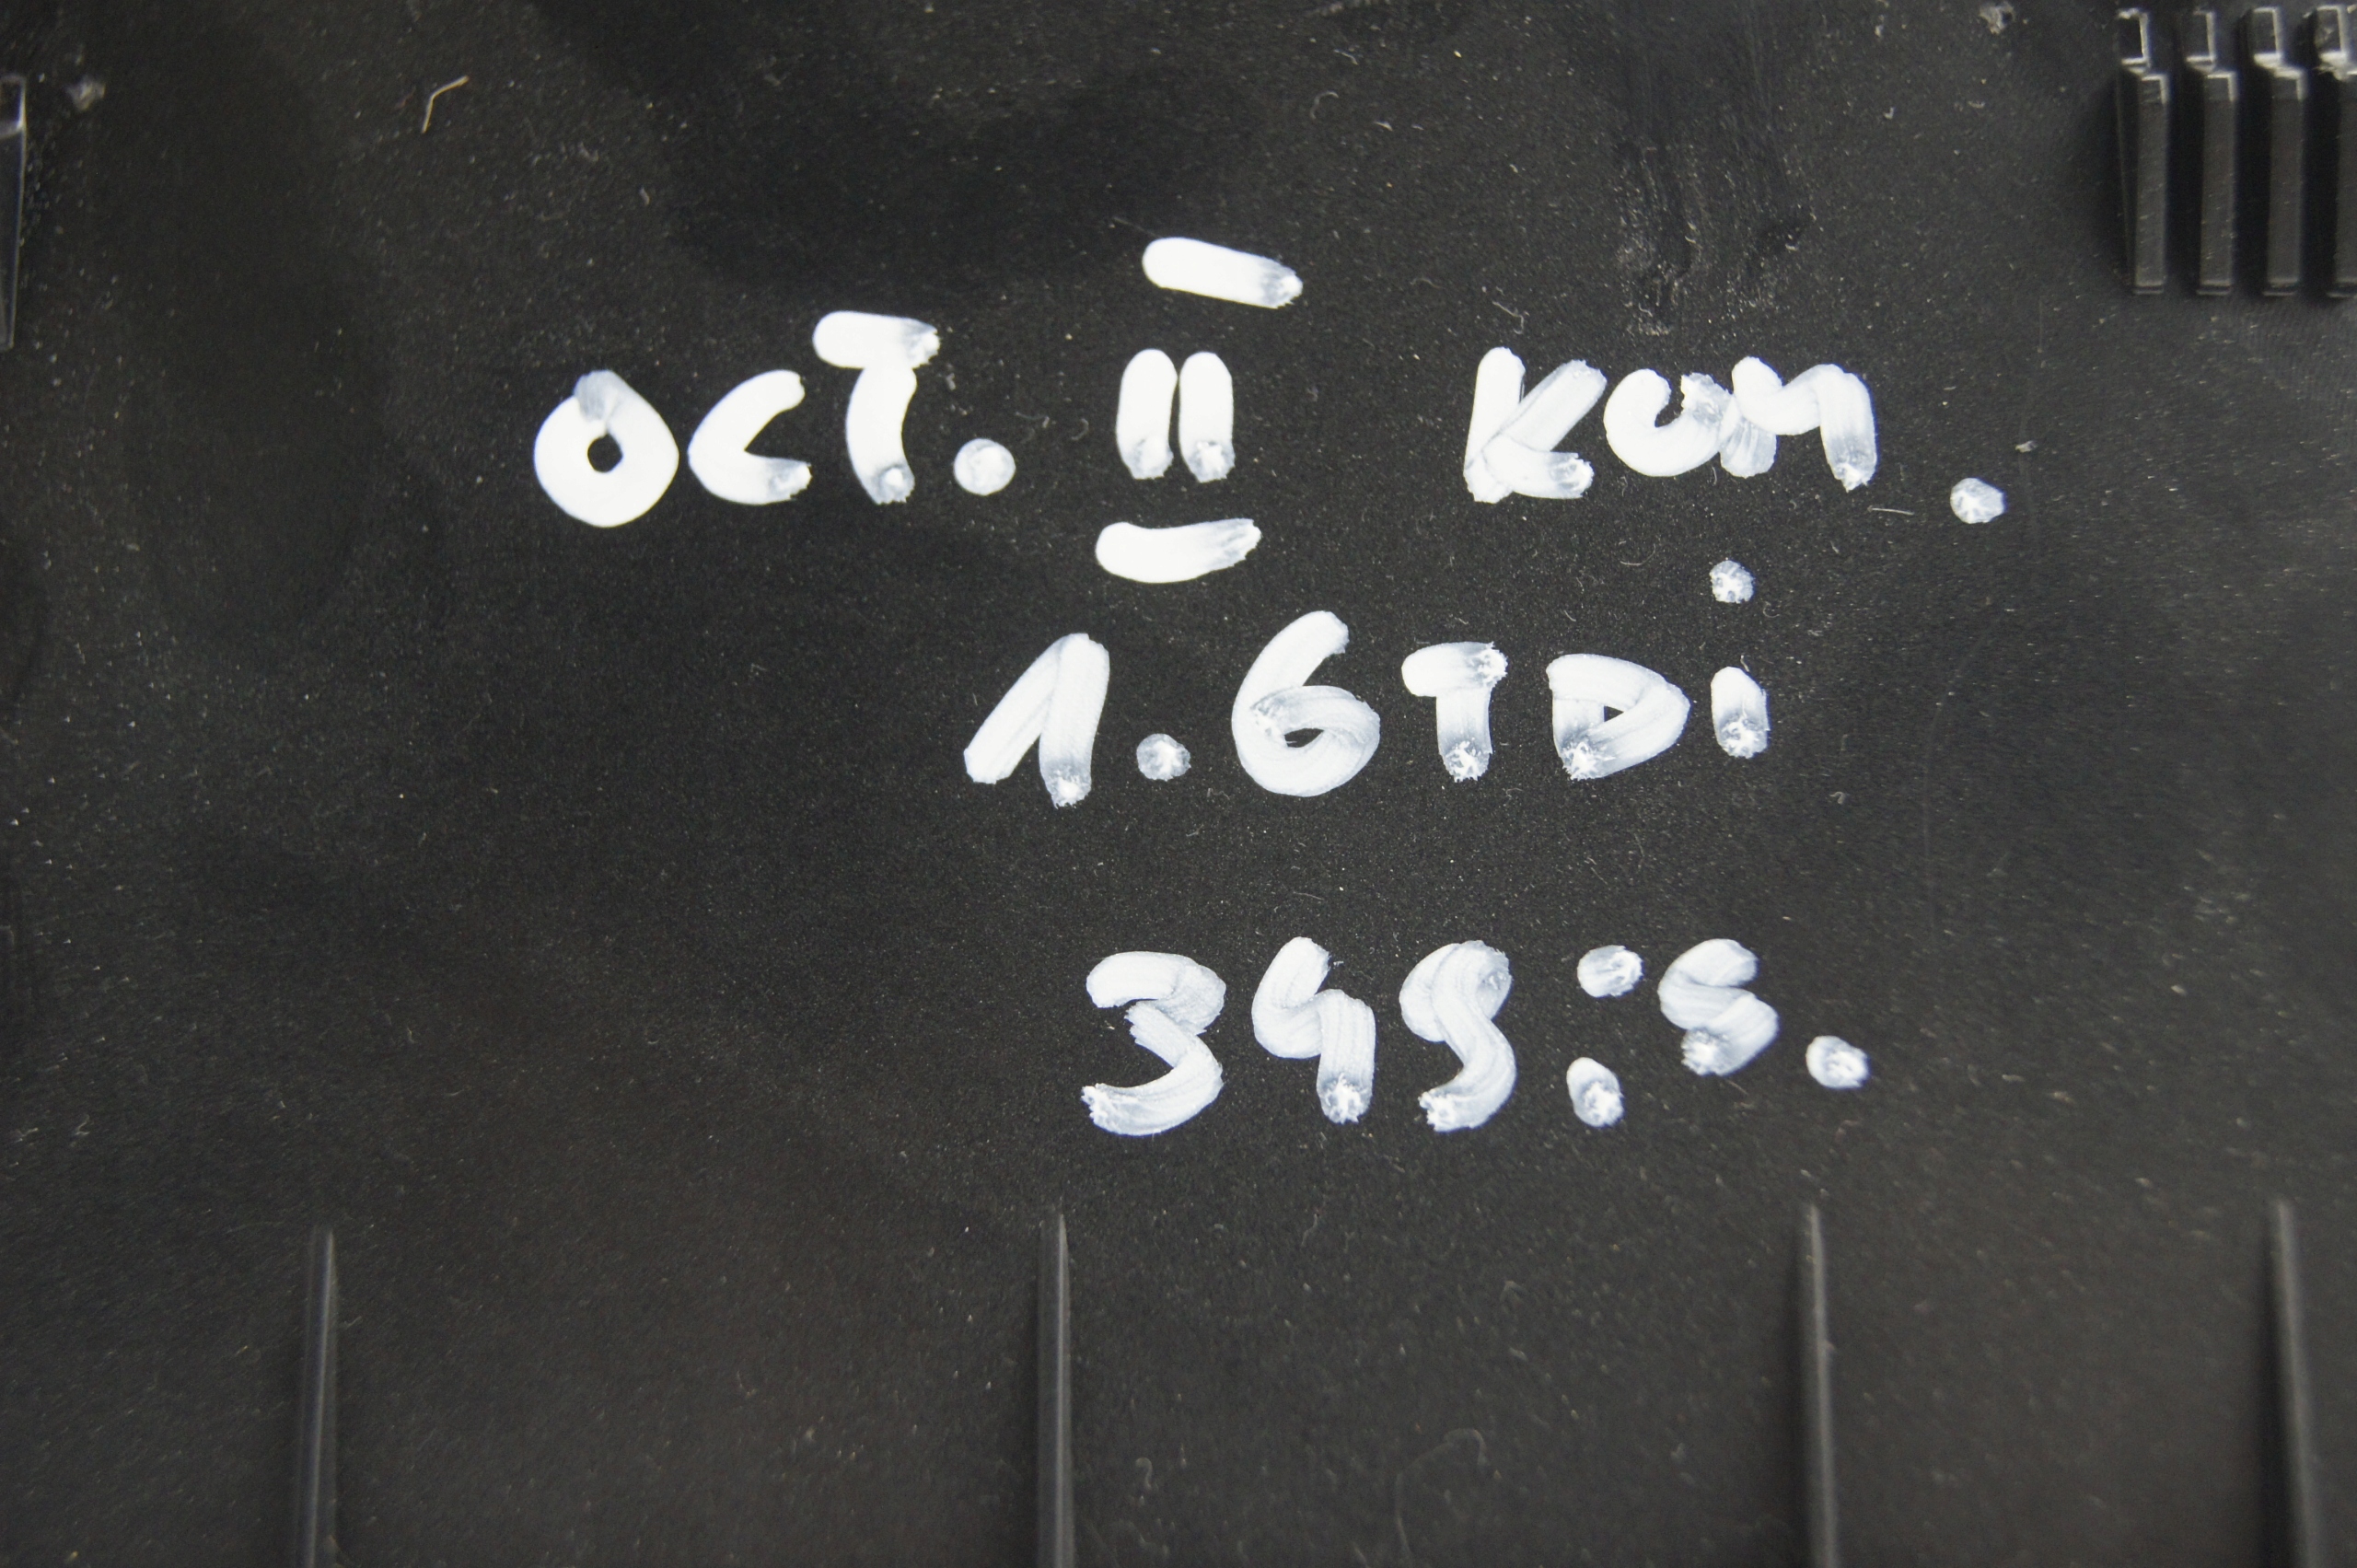 OCT. II KOM.
1.6TDi
349:S.